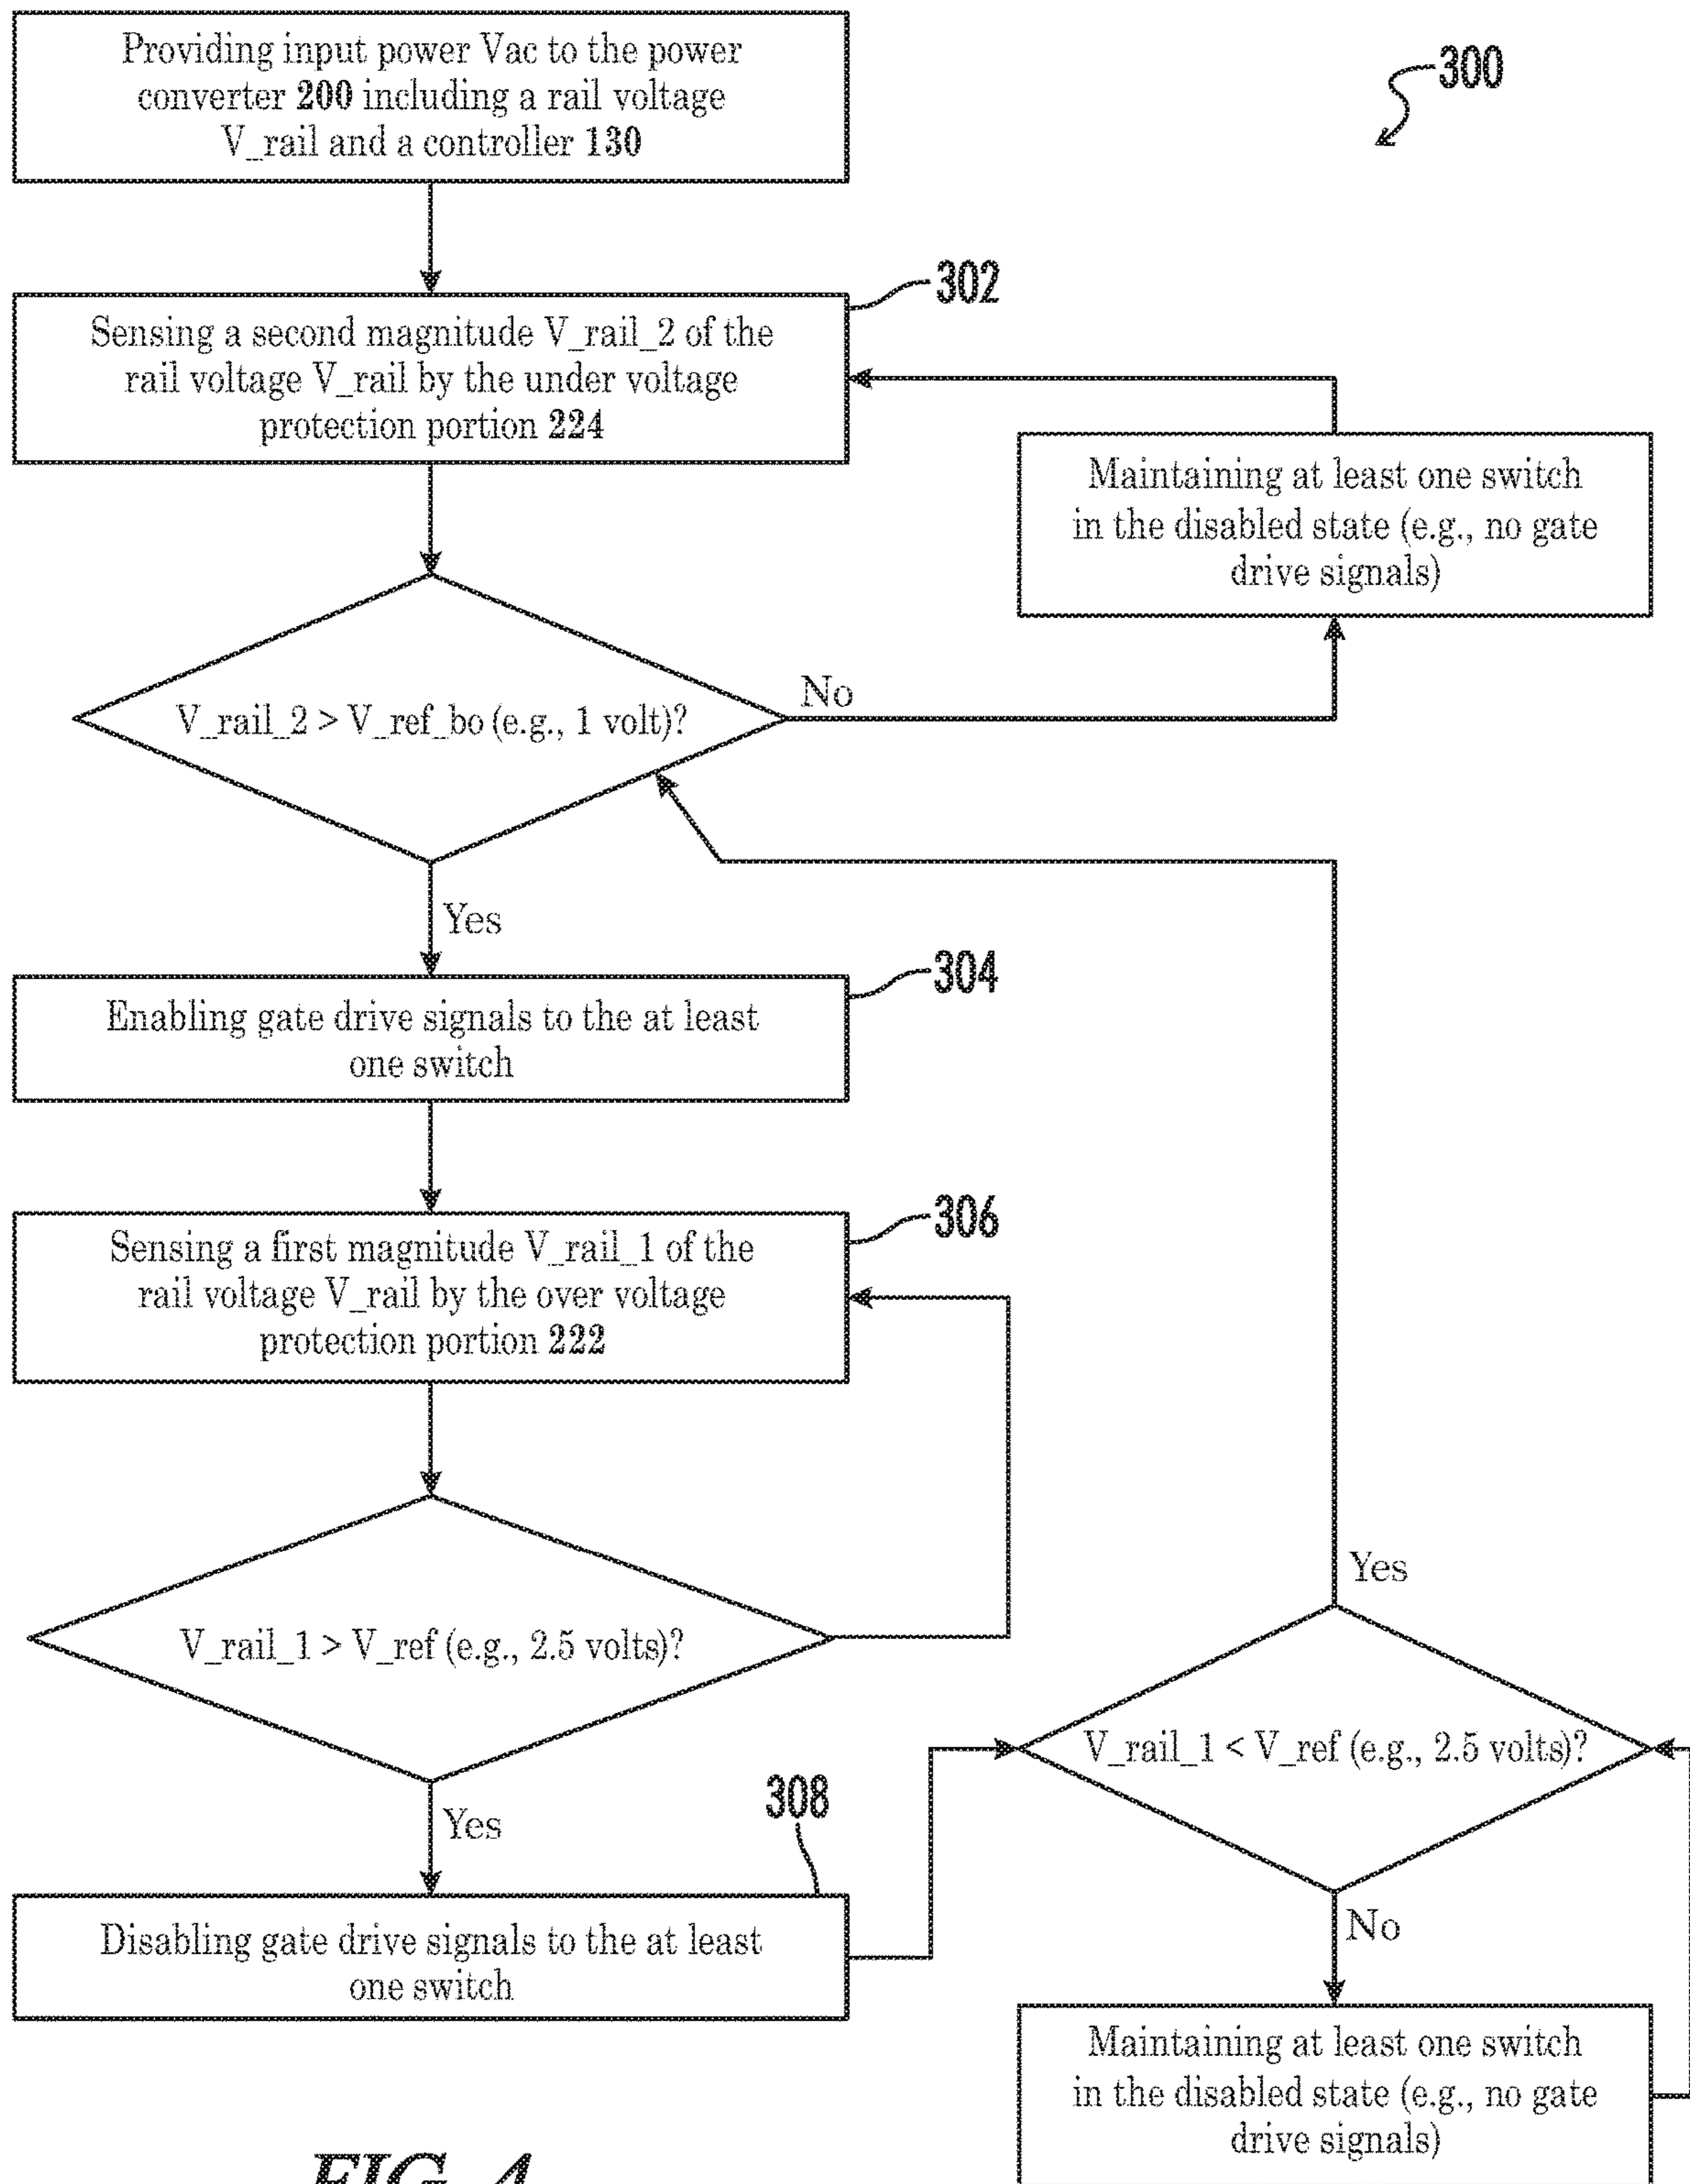 Providing input power Vac to the power
converter 200 including a rail voltage
V_rail and a controller 130
300
302
Sensing a second magnitude V_rail_2 of the
rail voltage V_rail by the under voltage
protection portion 224
Maintaining at least one switch
in the disabled state (e.g., no gate
drive signals)
V_rail_2 > V_ref_bo (e.g., 1 volt)?
No
Yes
304
Enabling gate drive signals to the at least
one switch
306
Sensing a first magnitude V_rail_1 of the
rail voltage V_rail by the over voltage
protection portion 222
V_rail_1 > V_ref (e.g., 2.5 volts)?
Yes
308
Disabling gate drive signals to the at least
one switch
Yes
V_rail_1 < V_ref (e.g., 2.5 volts)?
No
Maintaining at least one switch
in the disabled state (e.g., no gate
drive signals)
FIG. 4